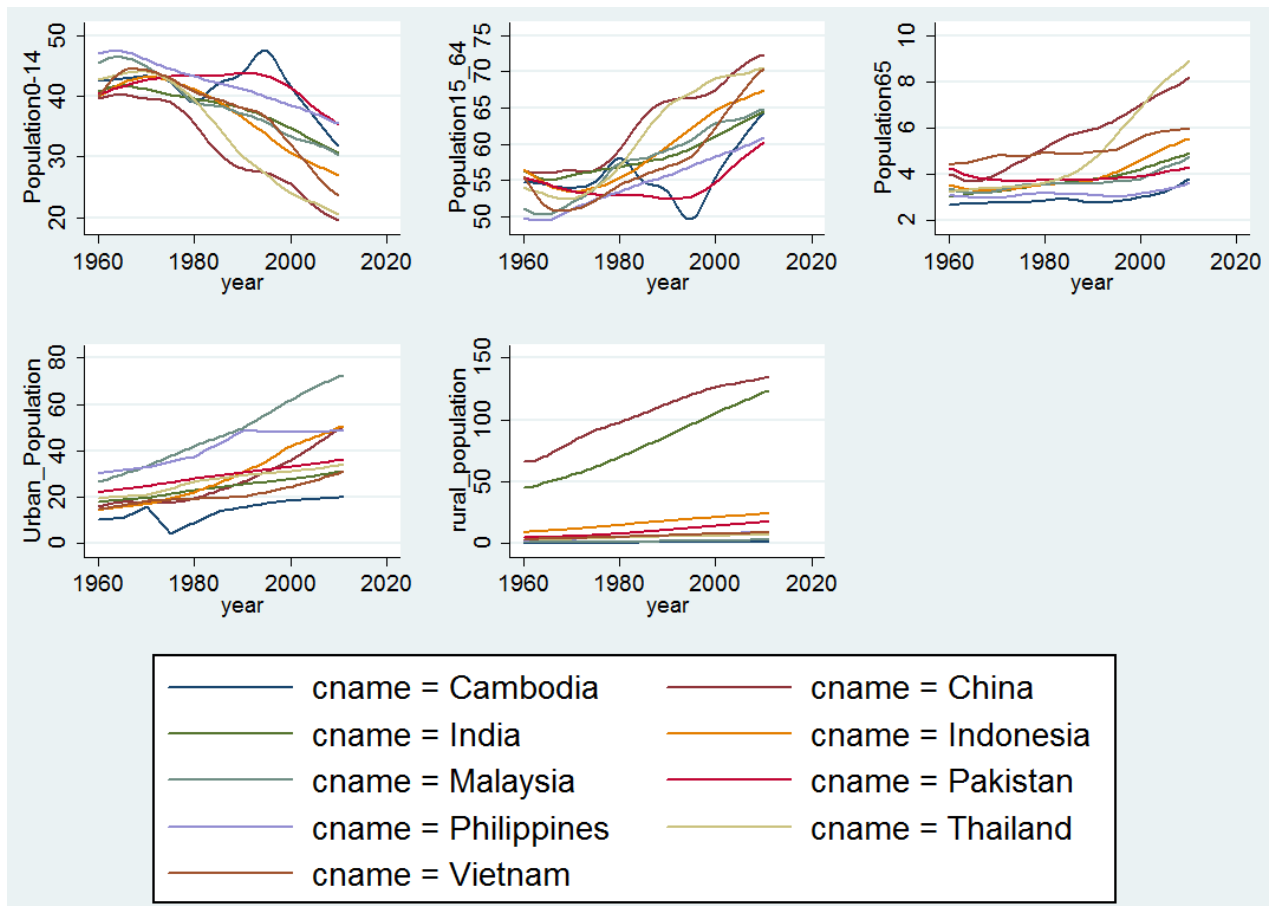 Population0-14
50
40
30
20
1960 1980 2000 2020
year
Population15_64
75
70
65
60
55
50
1960 1980 2000 2020
year
Population65
10
8
6
4
2
1960 1980 2000 2020
year
Urban_Population
80
60
40
20
0
1960 1980 2000 2020
year
rural_population
150
100
50
0
1960 1980 2000 2020
year
cname = Cambodia
cname = China
cname = India
cname = Indonesia
cname = Malaysia
cname = Pakistan
cname = Philippines
cname = Thailand
cname = Vietnam